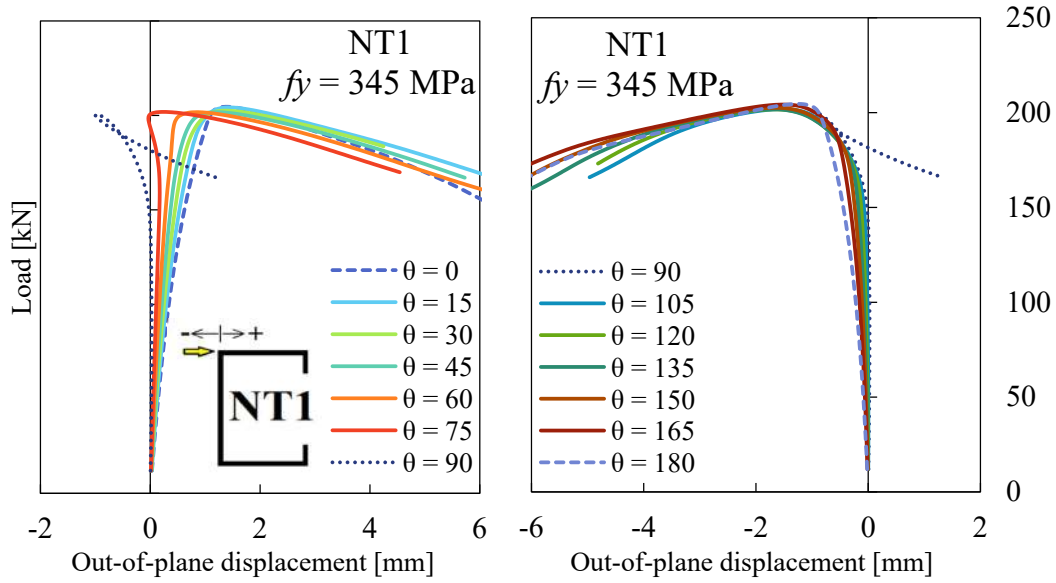 NT1
fy = 345 MPa
Load [kN]
θ = 0
θ = 15
θ = 30
θ = 45
θ = 60
θ = 75
θ = 90
- +
NT1
-2 0 2 4 6
Out-of-plane displacement [mm]
NT1
fy = 345 MPa
θ = 90
θ = 105
θ = 120
θ = 135
θ = 150
θ = 165
θ = 180
250
200
150
100
50
0
-6 -4 -2 0 2
Out-of-plane displacement [mm]